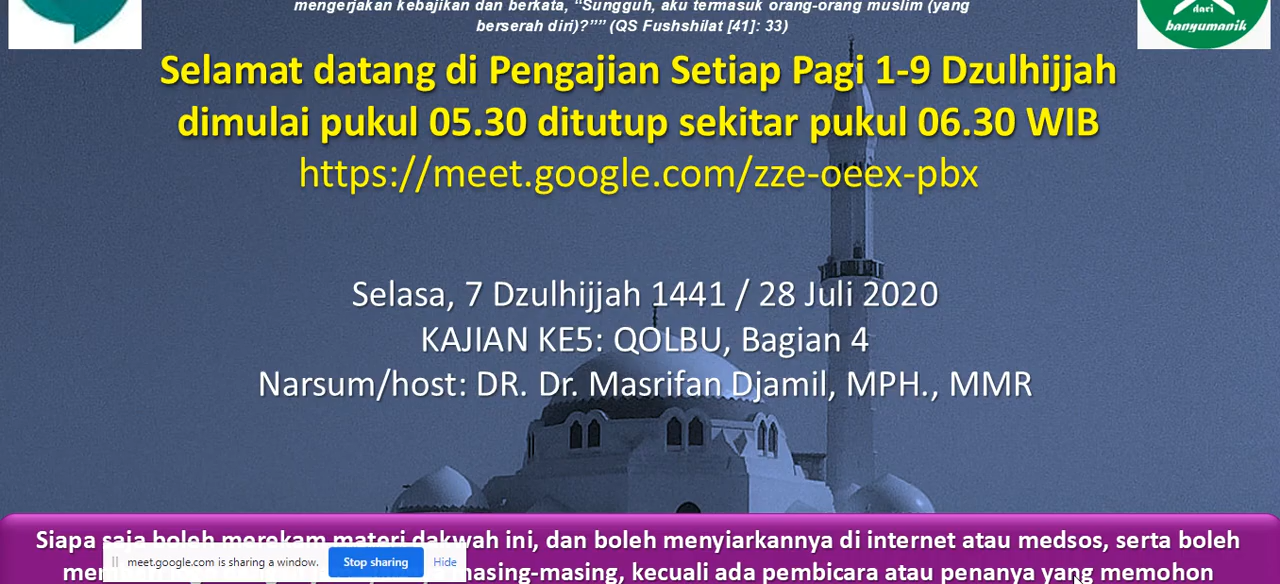 mengerjakan kebajikan dan berkata, “Sungguh, aku termasuk orang-orang muslim (yang
berserah diri)?”” (QS Fushshilat [41]: 33)
dari
banyumanik
Selamat datang di Pengajian Setiap Pagi 1-9 Dzulhijjah
dimulai pukul 05.30 ditutup sekitar pukul 06.30 WIB
https://meet.google.com/zze-oeex-pbx
Selasa, 7 Dzulhijjah 1441 / 28 Juli 2020
KAJIAN KE5: QOLBU, Bagian 4
Narsum/host: DR. Dr. Masrifan Djamil, MPH., MMR
Siapa saja boleh merekam materi dakwah ini, dan boleh menyiarkannya di internet atau medsos, serta boleh
meet.google.com is sharing a window. Stop sharing Hide
masing-masing, kecuali ada pembicara atau penanya yang memohon